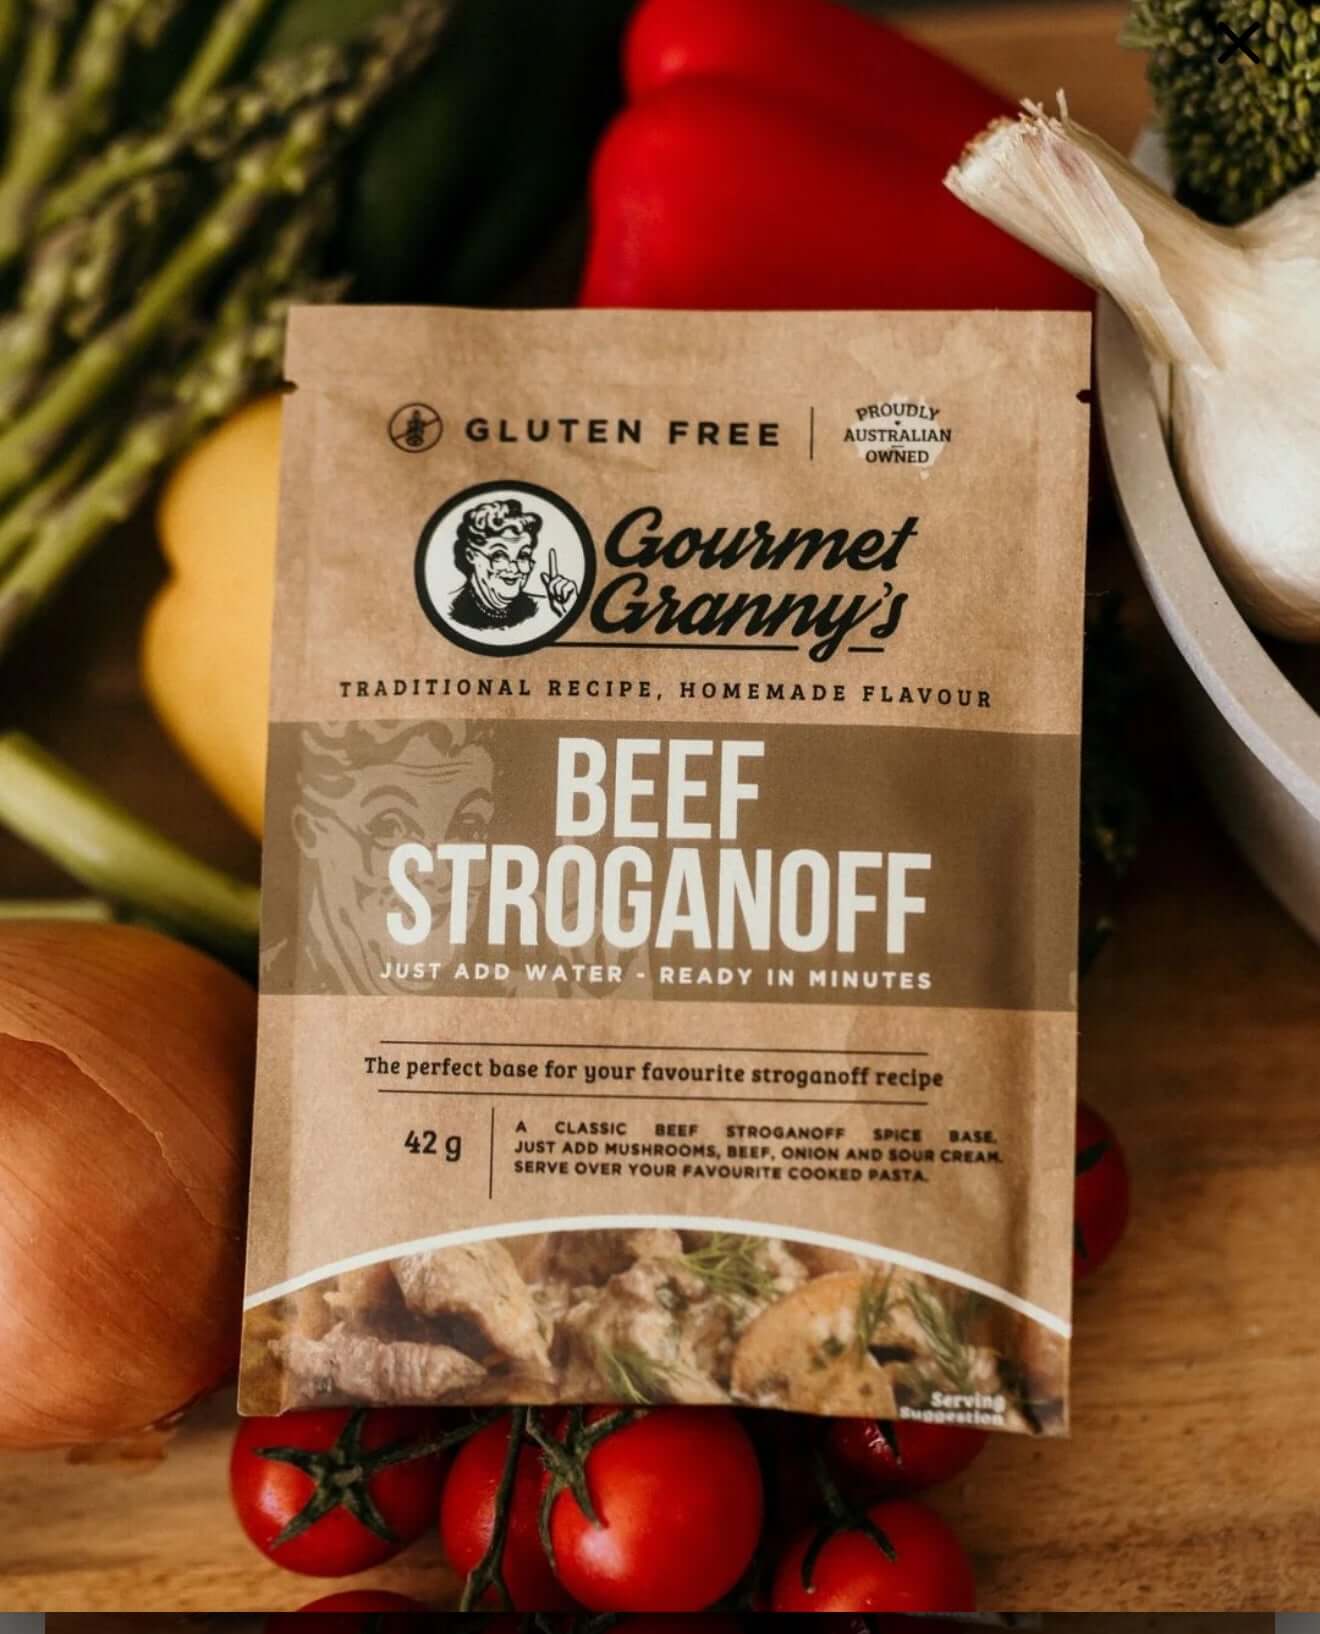 GLUTEN FREE
PROUDLY
AUSTRALIAN
OWNED
Gourmet
Granny's
TRADITIONAL RECIPE, HOMEMADE FLAVOUR
BEEF
STROGANOFF
JUST ADD WATER - READY IN MINUTES
The perfect base for your favourite stroganoff recipe
42 g
A CLASSIC BEEF STROGANOFF SPICE BASE.
JUST ADD MUSHROOMS, BEEF, ONION AND SOUR CREAM.
SERVE OVER YOUR FAVOURITE COOKED PASTA.
Serving
Suggestion